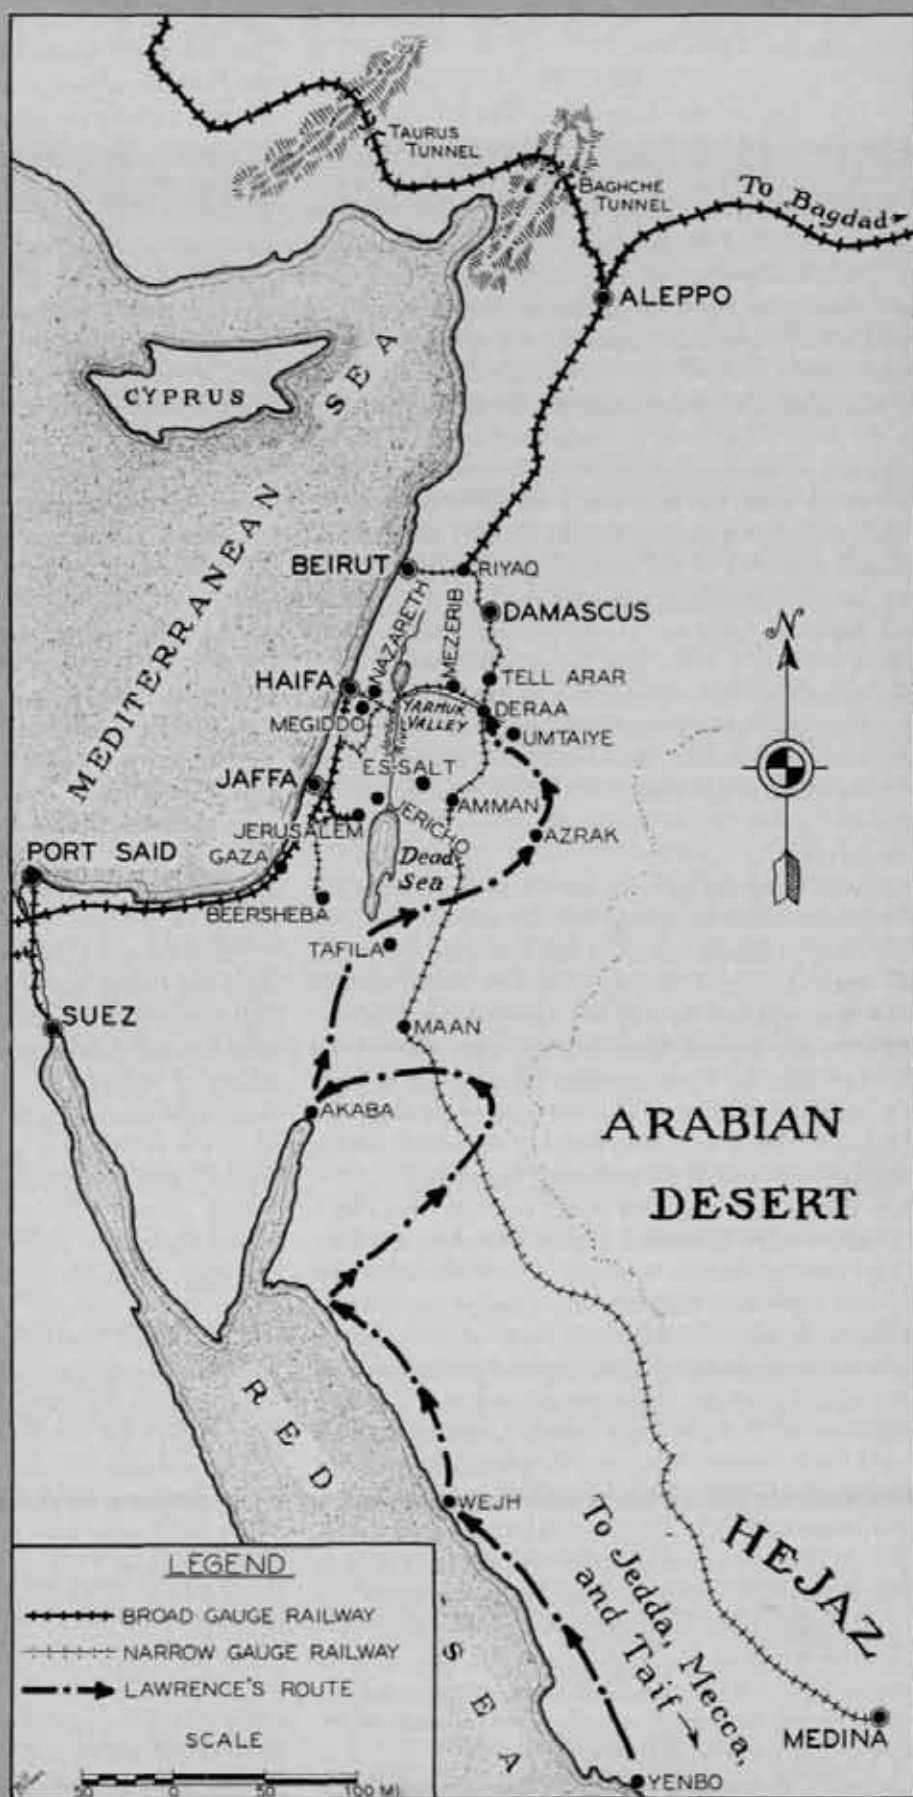 TAURUS
TUNNEL
BAGHCHE
TUNNEL
To Bagdad
ALEPPO
CYPRUS
MEDITERRANEAN SEA
BEIRUT
RIYAQ
NAZARETH
MEZERIB
DAMASCUS
N
HAIFA
TELL ARAR
MEGIDDO
YARMUK
VALLEY
DERAA
UMTAIYE
JAFFA
ES SALT
AMMAN
JERUSALEM
JERICHO
AZRAK
PORT SAID
GAZA
Dead
Sea
BEERSHEBA
TAFILA
SUEZ
MAAN
AKABA
ARABIAN
DESERT
RED SEA
WEJH
To Jedda, Mecca,
and Taif
HEJAZ
MEDINA
YENBO
LEGEND
BROAD GAUGE RAILWAY
NARROW GAUGE RAILWAY
LAWRENCE'S ROUTE
SCALE
50 0 50 100 MI.